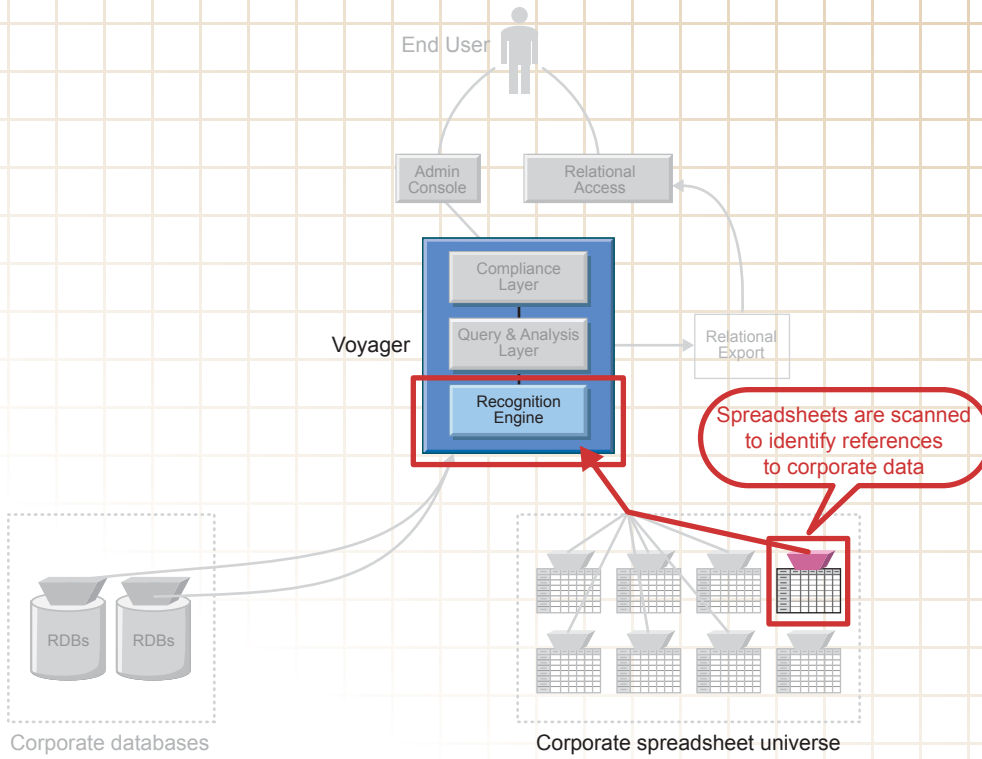 End User
Admin
Console
Relational
Access
Compliance
Layer
Voyager
Query & Analysis
Layer
Relational
Export
Recognition
Engine
Spreadsheets are scanned
to identify references
to corporate data
RDBs
RDBs
Corporate databases
Corporate spreadsheet universe